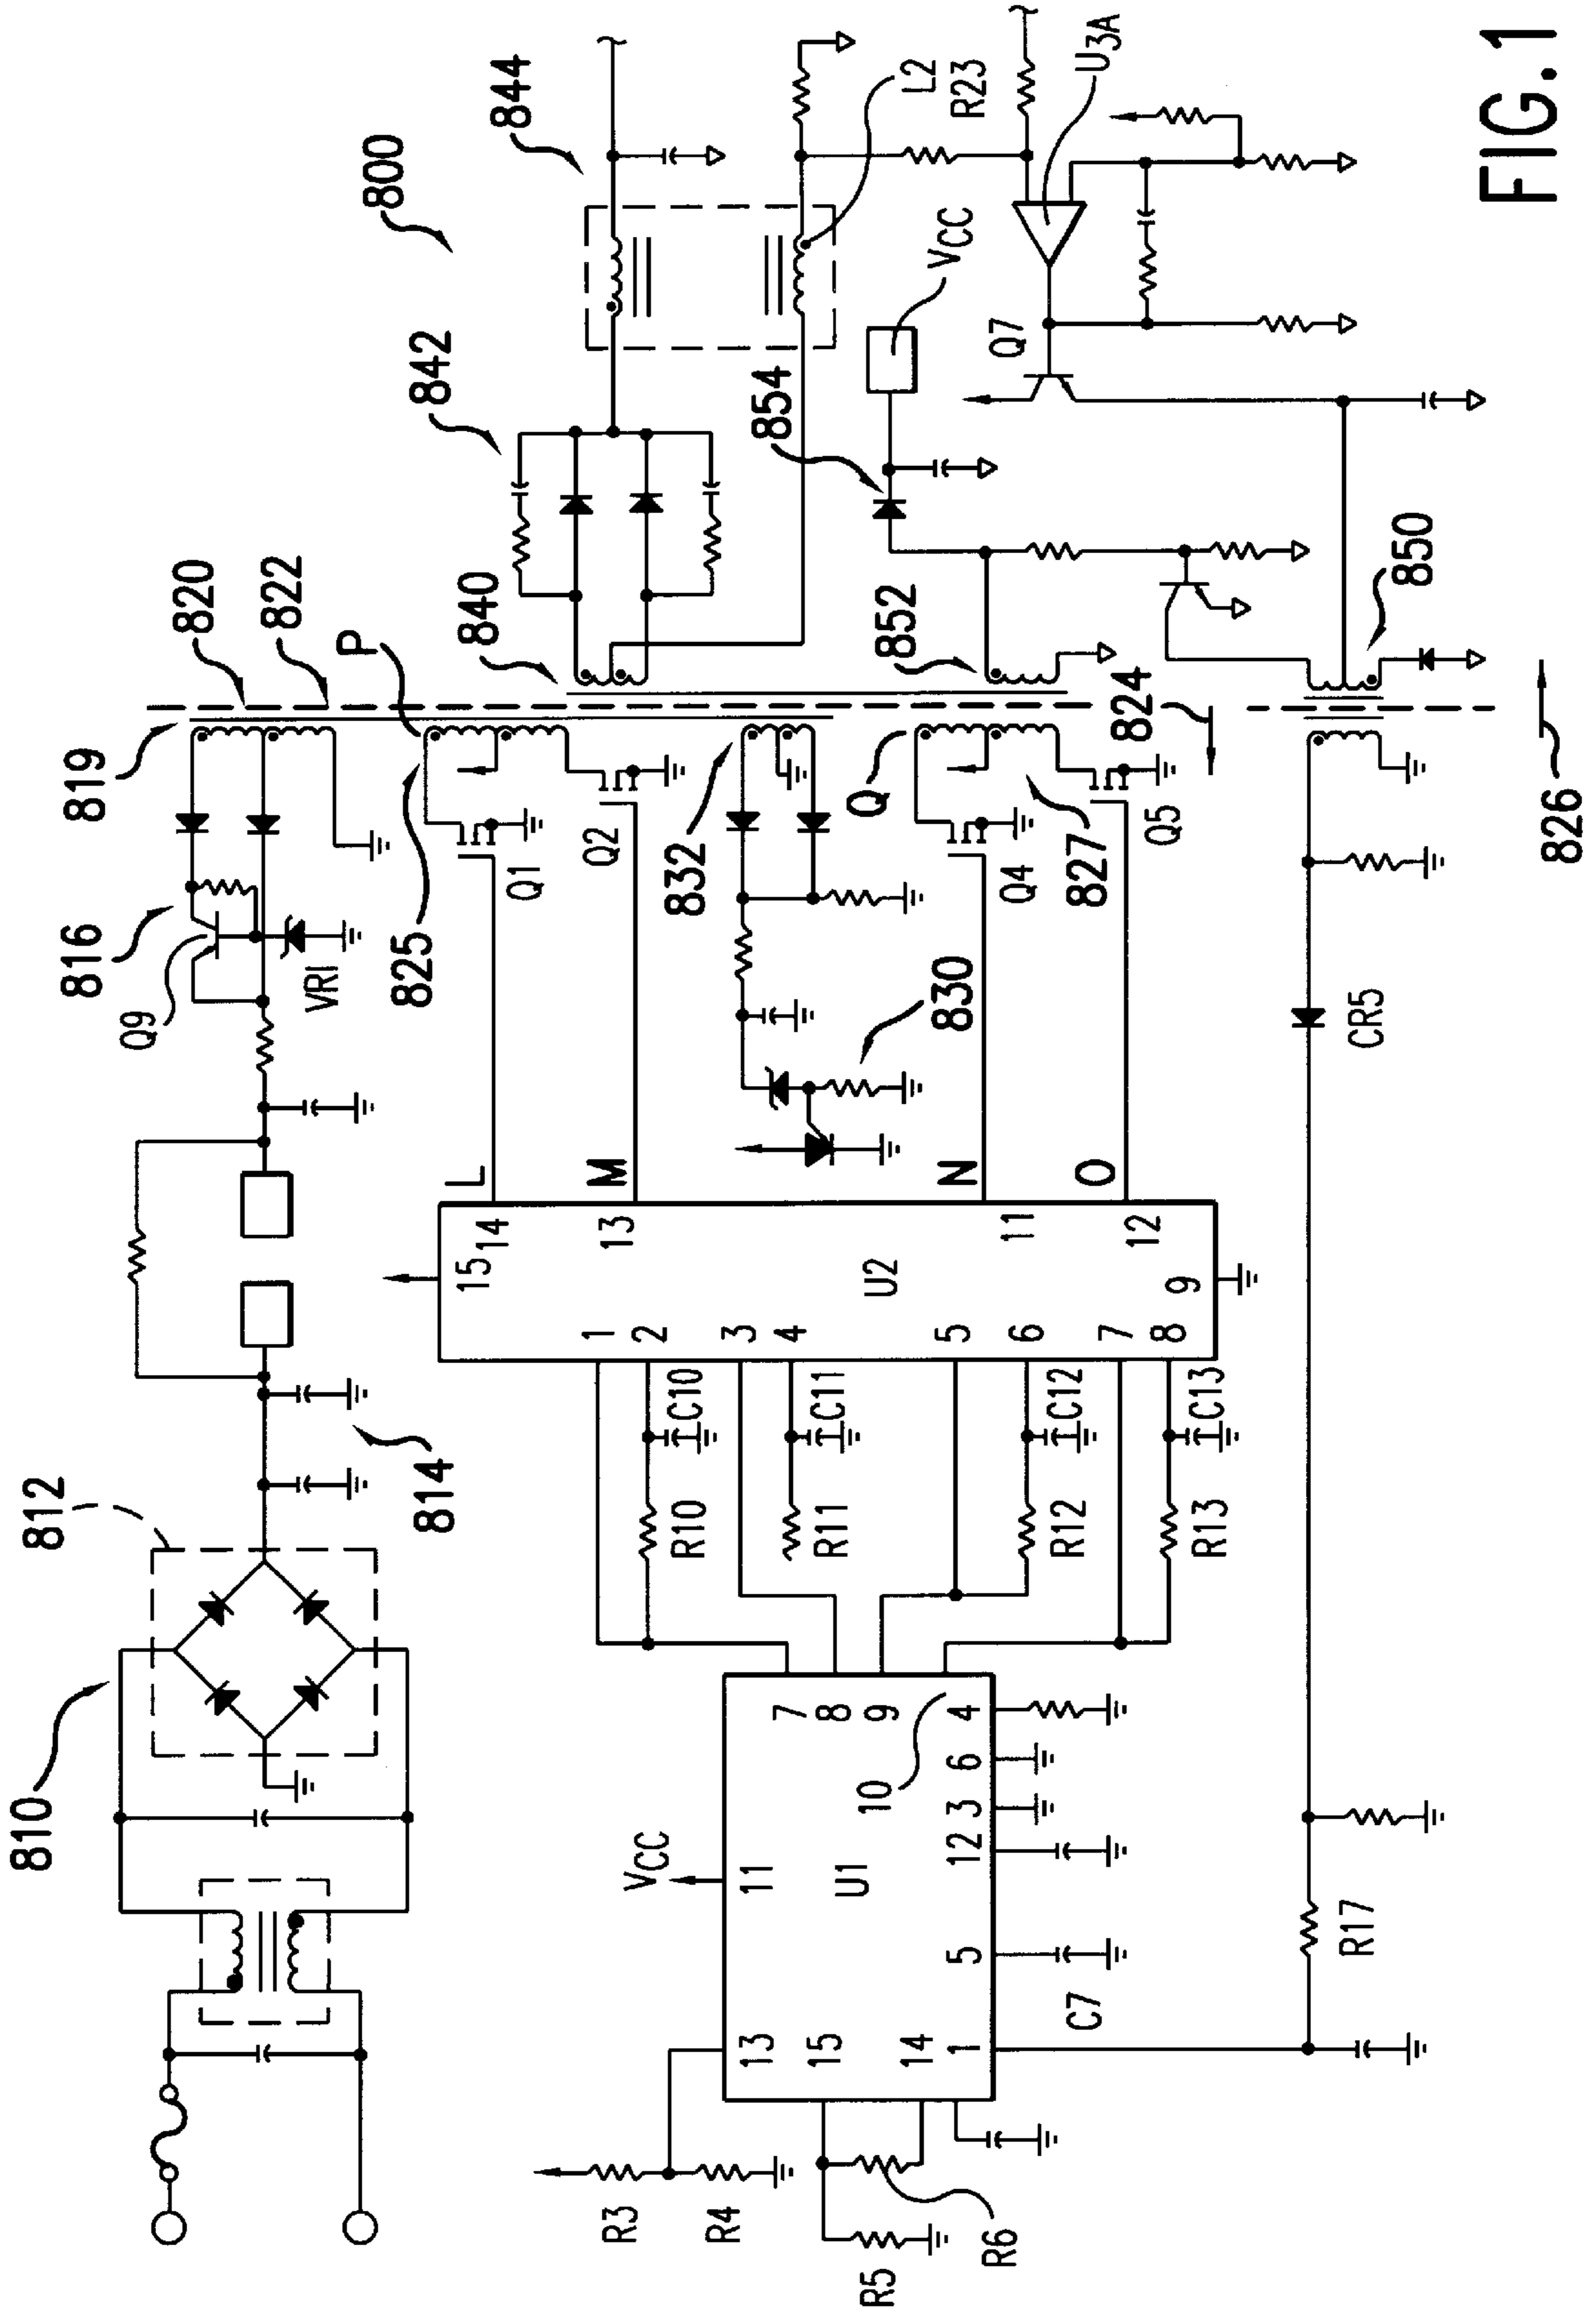 800
810
812
814
816
Q9
VRI
819
820
822
P
825
Q1
Q2
840
842
844
L2
R23
U3A
VCC
854
Q7
852
850
824
826
832
830
Q
827
Q4
Q5
CR5
L
M
N
O
15
14
13
11
12
9
U2
1
2
3
4
5
6
7
8
C10
R10
C11
R11
C12
R12
C13
R13
VCC
11
U1
7
8
9
10
4
6
3
12
5
13
15
14
1
C7
R17
R3
R4
R5
R6
FIG.1